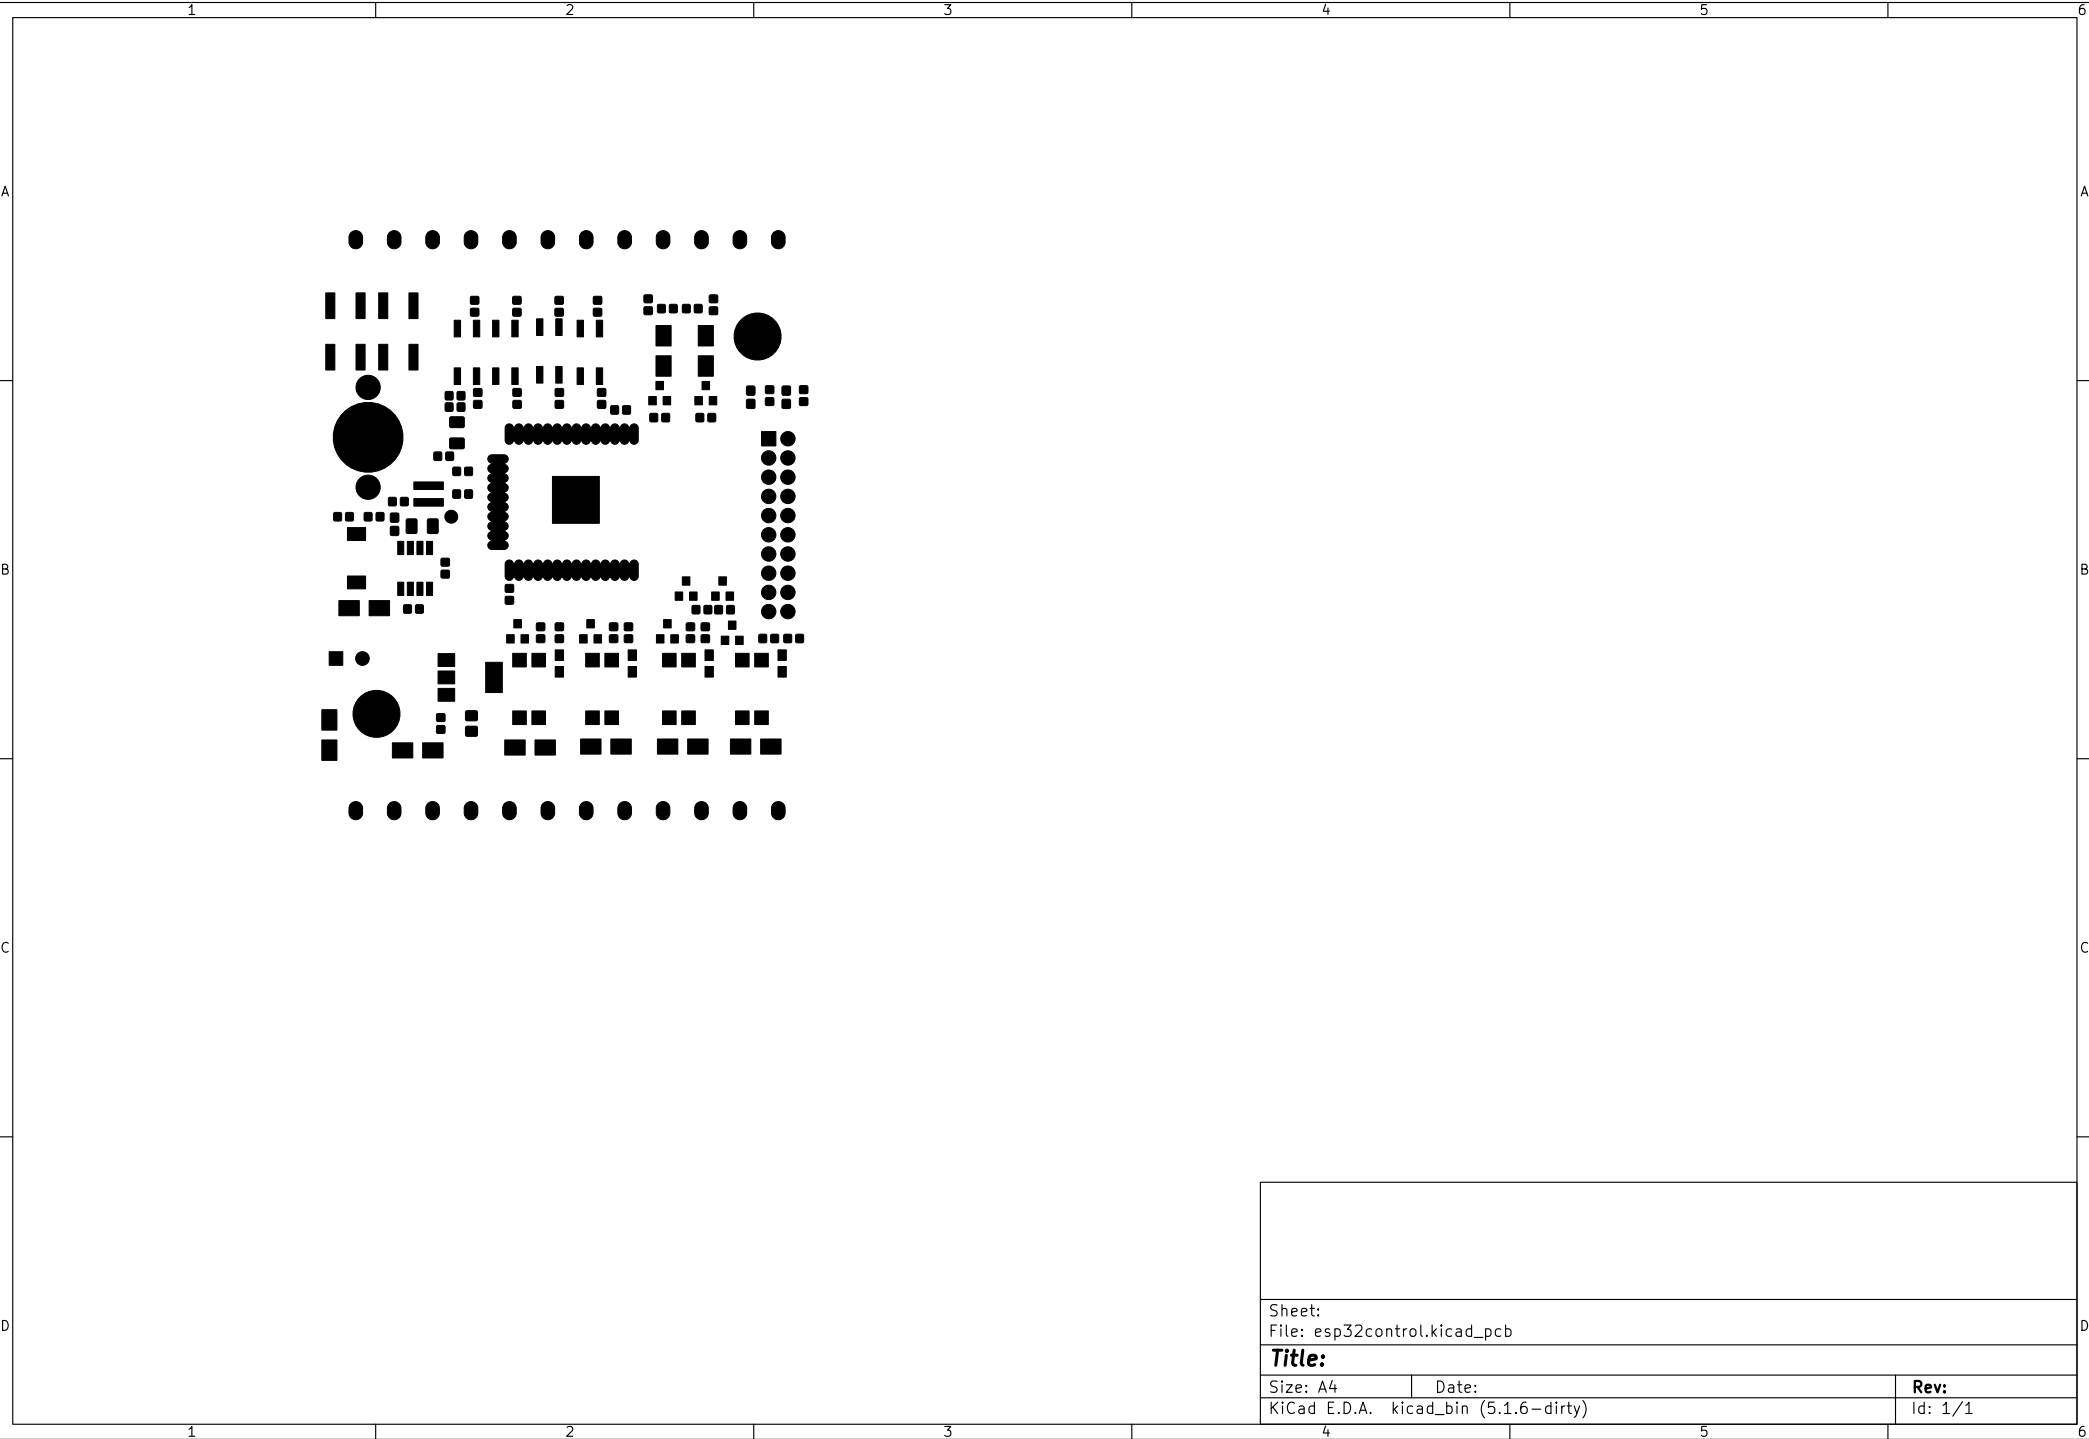 1 2 3 4 5 6
A A
B B
C C
Sheet:
D D
File: esp32control.kicad_pcb
Title:
Size: A4 Date: Rev:
KiCad E.D.A. kicad_bin (5.1.6-dirty) Id: 1/1
1 2 3 4 5 6